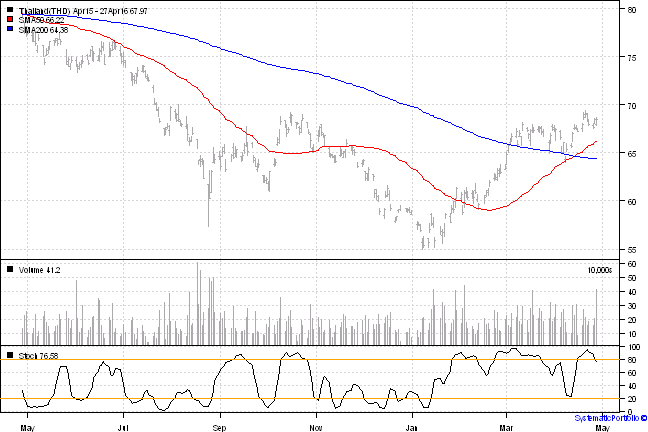 Thailand(THD) Apr15 - 27Apr16 67.97
SMA50 66.22
SMA200 64.38
80
75
70
65
60
55
Volume 41.2
10,000s
60
50
40
30
20
10
Stoch 76.58
100
80
60
40
20
0
SystematicPortfolio ©
May Jul Sep Nov Jan Mar May